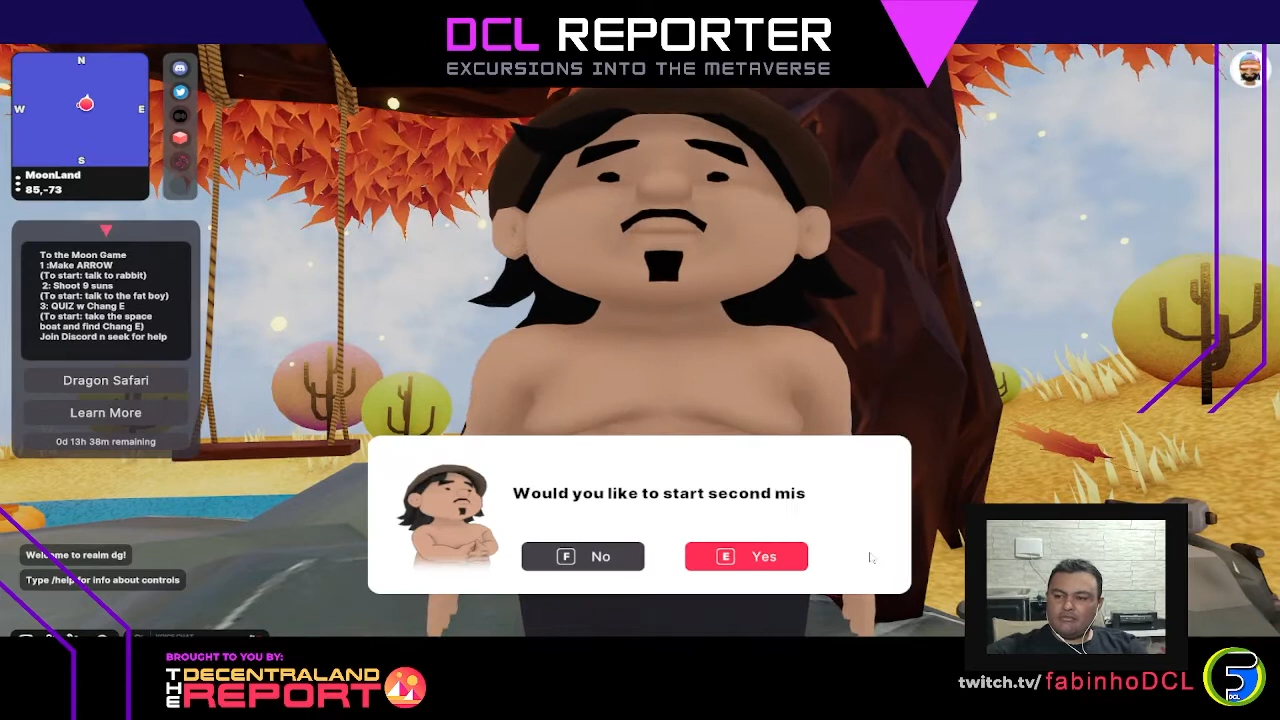 DCL REPORTER
EXCURSIONS INTO THE METAVERSE
N
W
E
S
MoonLand
85,-73
To the Moon Game
1 :Make ARROW
(To start: talk to rabbit)
2: Shoot 9 suns
(To start: talk to the fat boy)
3: QUIZ w Chang E
(To start: take the space
boat and find Chang E)
Join Discord n seek for help
Dragon Safari
Learn More
0d 13h 38m remaining
Would you like to start second mis
F No
E Yes
Welcome to realm dg!
Type /help for info about controls
BROUGHT TO YOU BY:
THE DECENTRALAND
REPORT
twitch.tv/fabinhoDCL
DCL